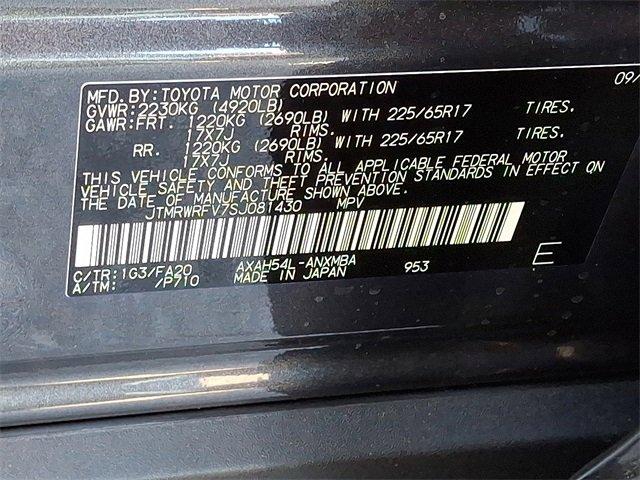 MFD.BY:TOYOTA MOTOR CORPORATION 09/
GVWR:2230KG (4920LB)
GAWR:FRT. 1220KG (2690LB) WITH 225/65R17 TIRES.
17X7J RIMS.
RR. 1220KG (2690LB) WITH 225/65R17 TIRES.
17X7J RIMS.
THIS VEHICLE CONFORMS TO ALL APPLICABLE FEDERAL MOTOR
VEHICLE SAFETY AND THEFT PREVENTION STANDARDS IN EFFECT ON
THE DATE OF MANUFACTURE SHOWN ABOVE.
JTMRWRFV7SJ081430 MPV
C/TR:1G3/FA20 AXAH54L-ANXMBA 953 E
A/TM: /P710 MADE IN JAPAN